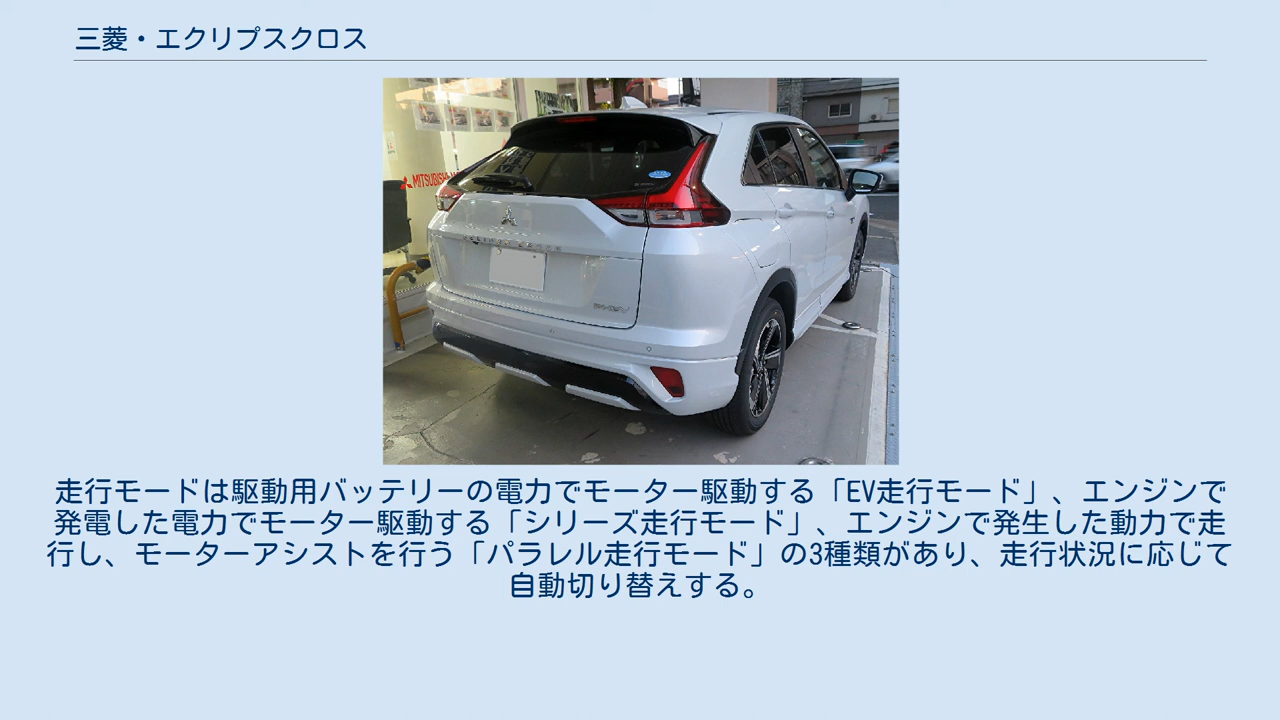 三菱・エクリプスクロス
MITSUBISHI
走行モードは駆動用バッテリーの電力でモーター駆動する「EV走行モード」、エンジンで
発電した電力でモーター駆動する「シリーズ走行モード」、エンジンで発生した動力で走
行し、モーターアシストを行う「パラレル走行モード」の3種類があり、走行状況に応じて
自動切り替えする。